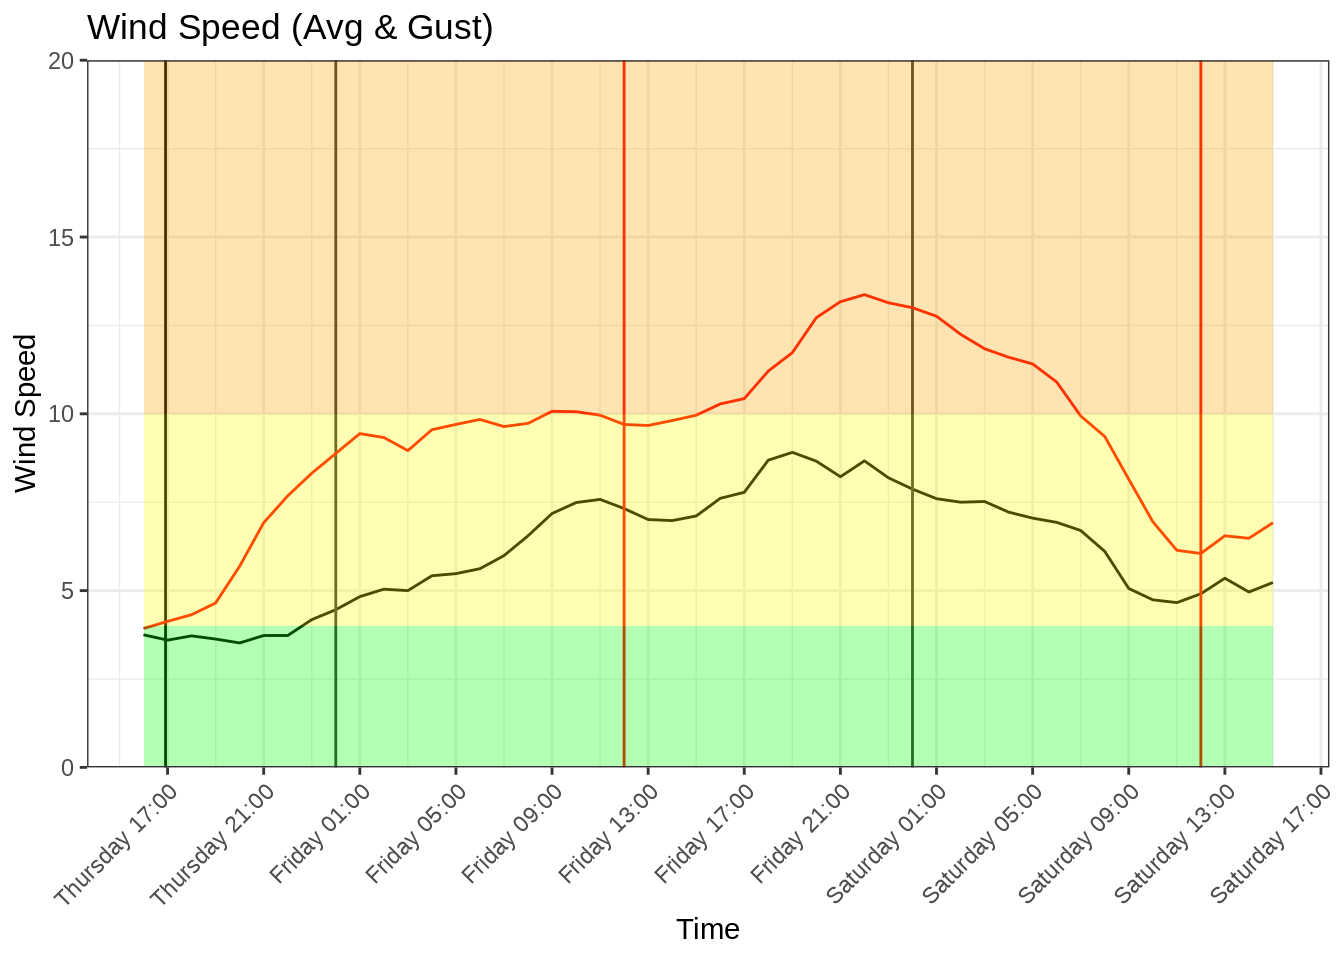 Wind Speed (Avg & Gust)
Wind Speed
20
15
10
5
0
Thursday 17:00
Thursday 21:00
Friday 01:00
Friday 05:00
Friday 09:00
Friday 13:00
Friday 17:00
Friday 21:00
Saturday 01:00
Saturday 05:00
Saturday 09:00
Saturday 13:00
Saturday 17:00
Time